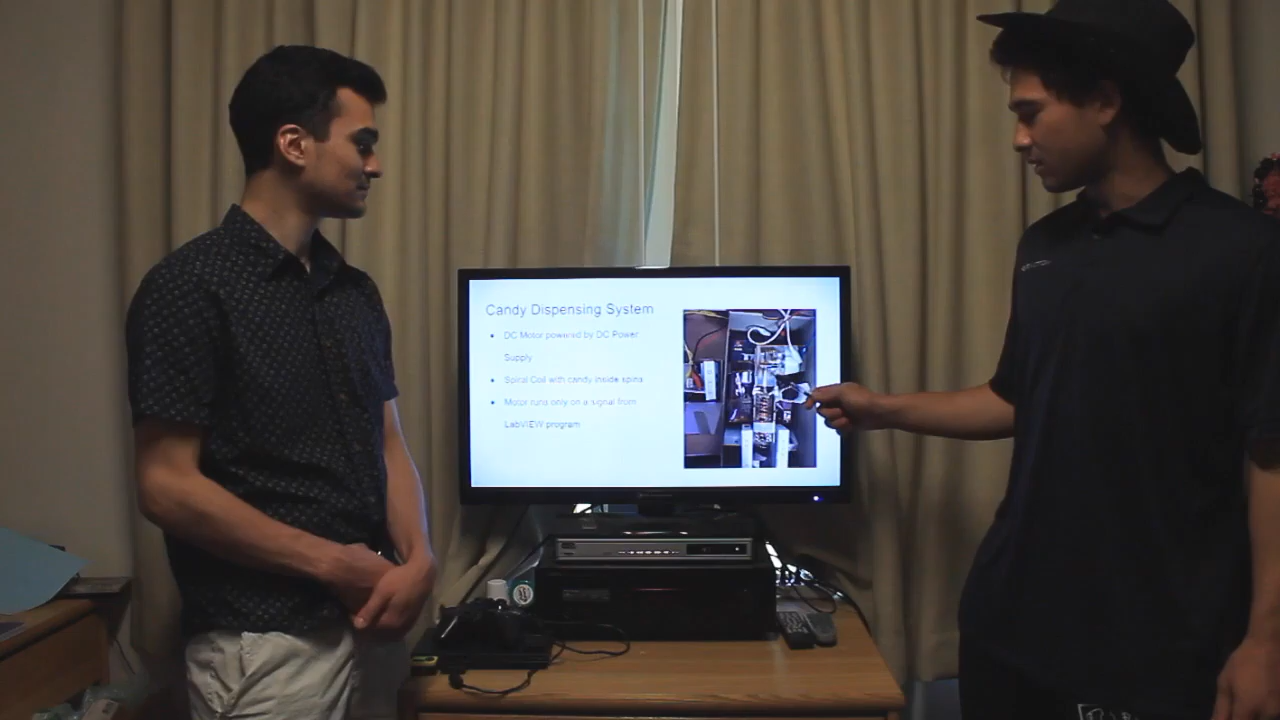 Candy Dispensing System
DC Motor powered by DC Power
Supply
Spiral Coil with candy inside spins
Motor runs only on a signal from
LabVIEW program